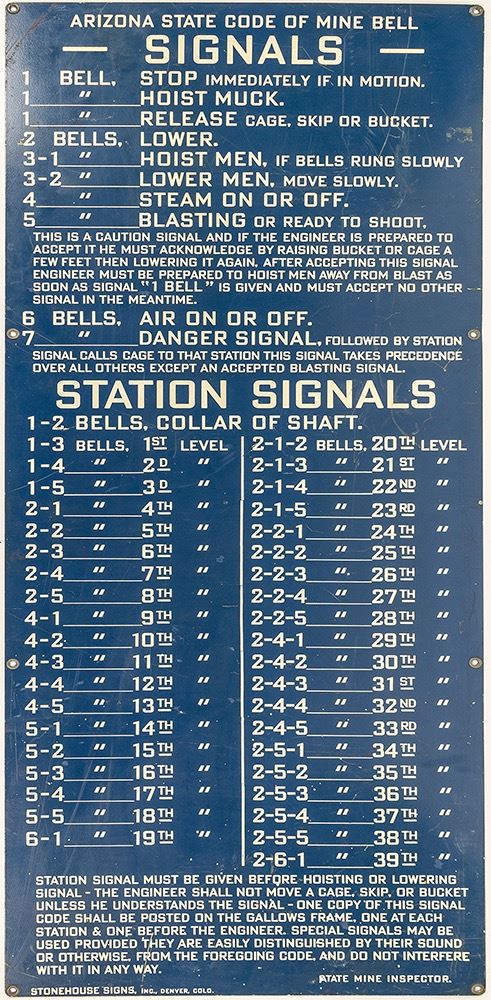 ARIZONA STATE CODE OF MINE BELL
— SIGNALS —
1 BELL, STOP IMMEDIATELY IF IN MOTION.
1 " HOIST MUCK.
1 " RELEASE CAGE, SKIP OR BUCKET.
2 BELLS, LOWER.
3-1 " HOIST MEN, IF BELLS RUNG SLOWLY
3-2 " LOWER MEN, MOVE SLOWLY.
4 " STEAM ON OR OFF.
5 " BLASTING OR READY TO SHOOT,
THIS IS A CAUTION SIGNAL AND IF THE ENGINEER IS PREPARED TO
ACCEPT IT HE MUST ACKNOWLEDGE BY RAISING BUCKET OR CAGE A
FEW FEET THEN LOWERING IT AGAIN, AFTER ACCEPTING THIS SIGNAL
ENGINEER MUST BE PREPARED TO HOIST MEN AWAY FROM BLAST AS
SOON AS SIGNAL "1 BELL" IS GIVEN AND MUST ACCEPT NO OTHER
SIGNAL IN THE MEANTIME.
6 BELLS, AIR ON OR OFF.
7 " DANGER SIGNAL, FOLLOWED BY STATION
SIGNAL CALLS CAGE TO THAT STATION THIS SIGNAL TAKES PRECEDENCE
OVER ALL OTHERS EXCEPT AN ACCEPTED BLASTING SIGNAL.
STATION SIGNALS
1-2 BELLS, COLLAR OF SHAFT.
1-3 BELLS, 1ST LEVEL
1-4 " 2D "
1-5 " 3D "
2-1 " 4TH "
2-2 " 5TH "
2-3 " 6TH "
2-4 " 7TH "
2-5 " 8TH "
4-1 " 9TH "
4-2 " 10TH "
4-3 " 11TH "
4-4 " 12TH "
4-5 " 13TH "
5-1 " 14TH "
5-2 " 15TH "
5-3 " 16TH "
5-4 " 17TH "
5-5 " 18TH "
6-1 " 19TH "
2-1-2 BELLS, 20TH LEVEL
2-1-3 " 21ST "
2-1-4 " 22ND "
2-1-5 " 23RD "
2-2-1 " 24TH "
2-2-2 " 25TH "
2-2-3 " 26TH "
2-2-4 " 27TH "
2-2-5 " 28TH "
2-4-1 " 29TH "
2-4-2 " 30TH "
2-4-3 " 31ST "
2-4-4 " 32ND "
2-4-5 " 33RD "
2-5-1 " 34TH "
2-5-2 " 35TH "
2-5-3 " 36TH "
2-5-4 " 37TH "
2-5-5 " 38TH "
2-6-1 " 39TH "
STATION SIGNAL MUST BE GIVEN BEFORE HOISTING OR LOWERING
SIGNAL - THE ENGINEER SHALL NOT MOVE A CAGE, SKIP, OR BUCKET
UNLESS HE UNDERSTANDS THE SIGNAL - ONE COPY OF THIS SIGNAL
CODE SHALL BE POSTED ON THE GALLOWS FRAME, ONE AT EACH
STATION & ONE BEFORE THE ENGINEER. SPECIAL SIGNALS MAY BE
USED PROVIDED THEY ARE EASILY DISTINGUISHED BY THEIR SOUND
OR OTHERWISE, FROM THE FOREGOING CODE, AND DO NOT INTERFERE
WITH IT IN ANY WAY.
STATE MINE INSPECTOR.
STONEHOUSE SIGNS, INC., DENVER, COLO.